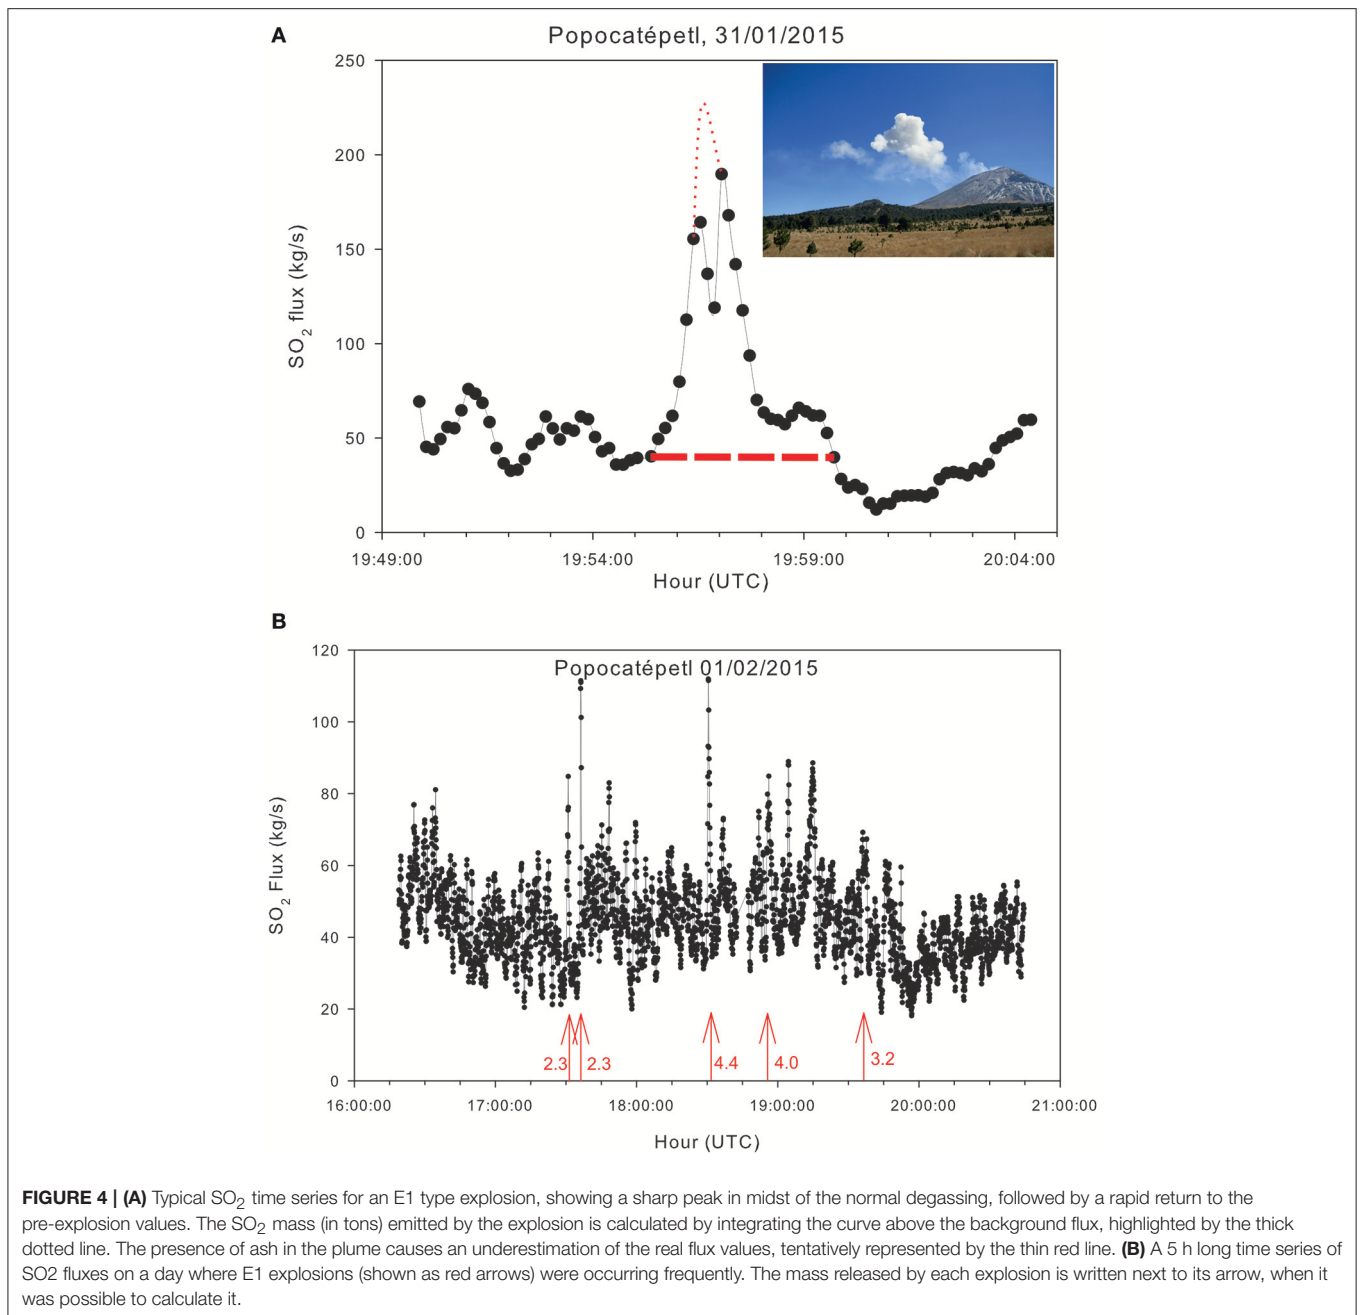 A
Popocatépetl, 31/01/2015
250
200
150
100
50
0
SO2 flux (kg/s)
19:49:00 19:54:00 19:59:00 20:04:00
Hour (UTC)
B
Popocatépetl 01/02/2015
120
100
80
60
40
20
0
SO2 Flux (kg/s)
2.3 2.3 4.4 4.0 3.2
16:00:00 17:00:00 18:00:00 19:00:00 20:00:00 21:00:00
Hour (UTC)
FIGURE 4 | (A) Typical SO2 time series for an E1 type explosion, showing a sharp peak in midst of the normal degassing, followed by a rapid return to the
pre-explosion values. The SO2 mass (in tons) emitted by the explosion is calculated by integrating the curve above the background flux, highlighted by the thick
dotted line. The presence of ash in the plume causes an underestimation of the real flux values, tentatively represented by the thin red line. (B) A 5 h long time series of
SO2 fluxes on a day where E1 explosions (shown as red arrows) were occurring frequently. The mass released by each explosion is written next to its arrow, when it
was possible to calculate it.